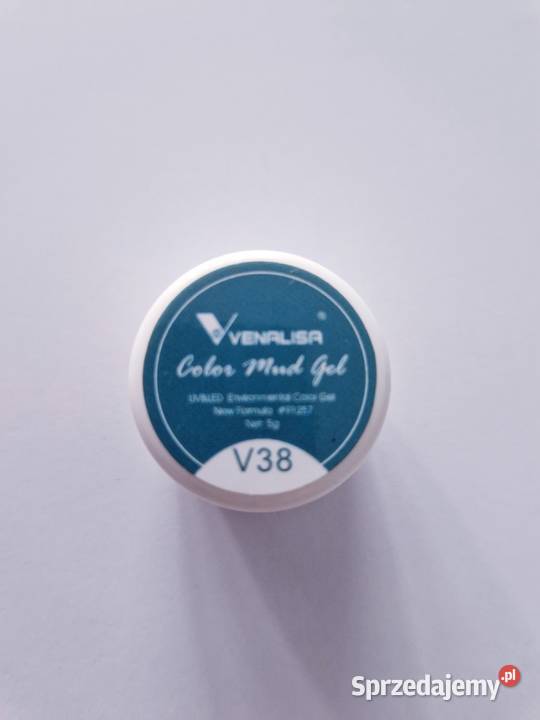 VENALISA ®
Color Mud Gel
UV&LED Environmental Color Gel
New Formula #91257
Net: 5g
V38
Sprzedajemy.pl